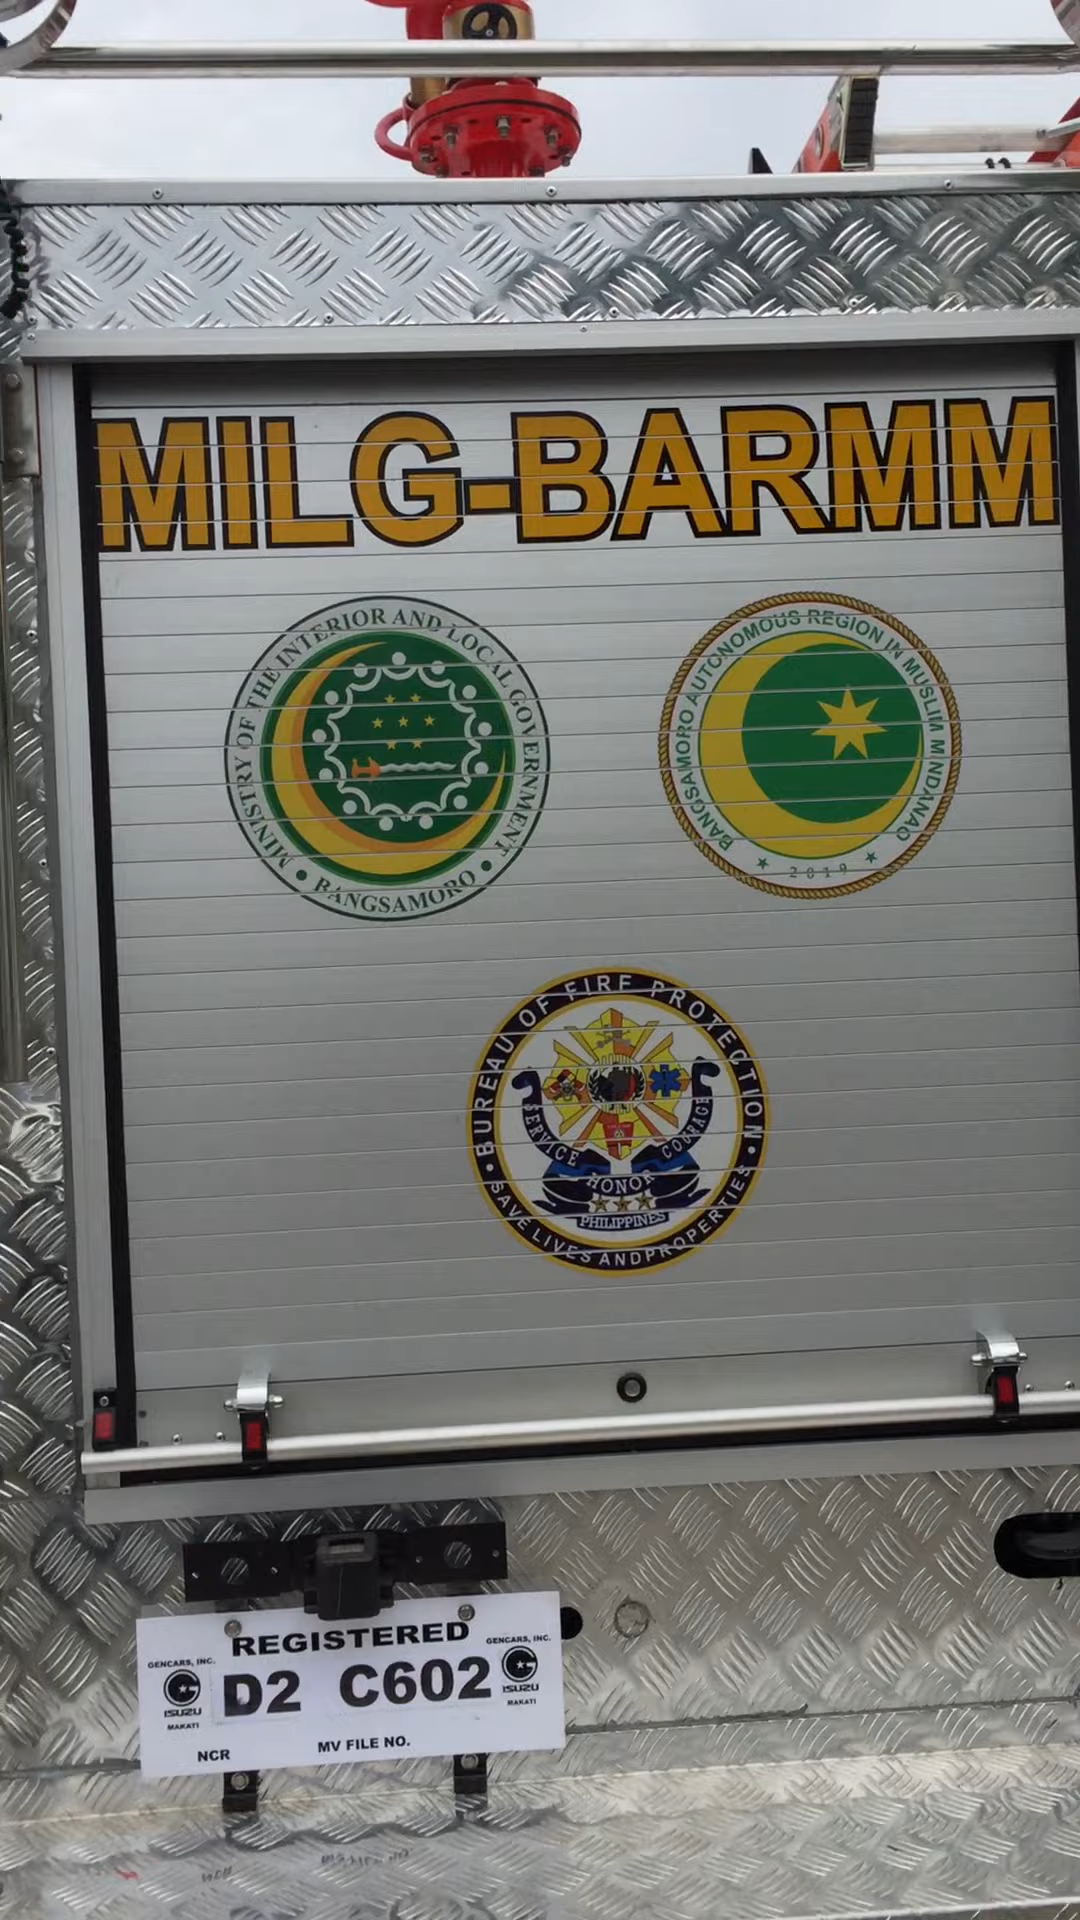 MILG-BARMM
MINISTRY OF THE INTERIOR AND LOCAL GOVERNMENT
• BANGSAMORO •
BANGSAMORO AUTONOMOUS REGION IN MUSLIM MINDANAO
2019
• BUREAU OF FIRE PROTECTION •
SERVICE
HONOR
COURAGE
PHILIPPINES
SAVE LIVES AND PROPERTIES
REGISTERED
GENCARS, INC.
ISUZU
MAKATI
D2 C602
GENCARS, INC.
ISUZU
MAKATI
NCR
MV FILE NO.